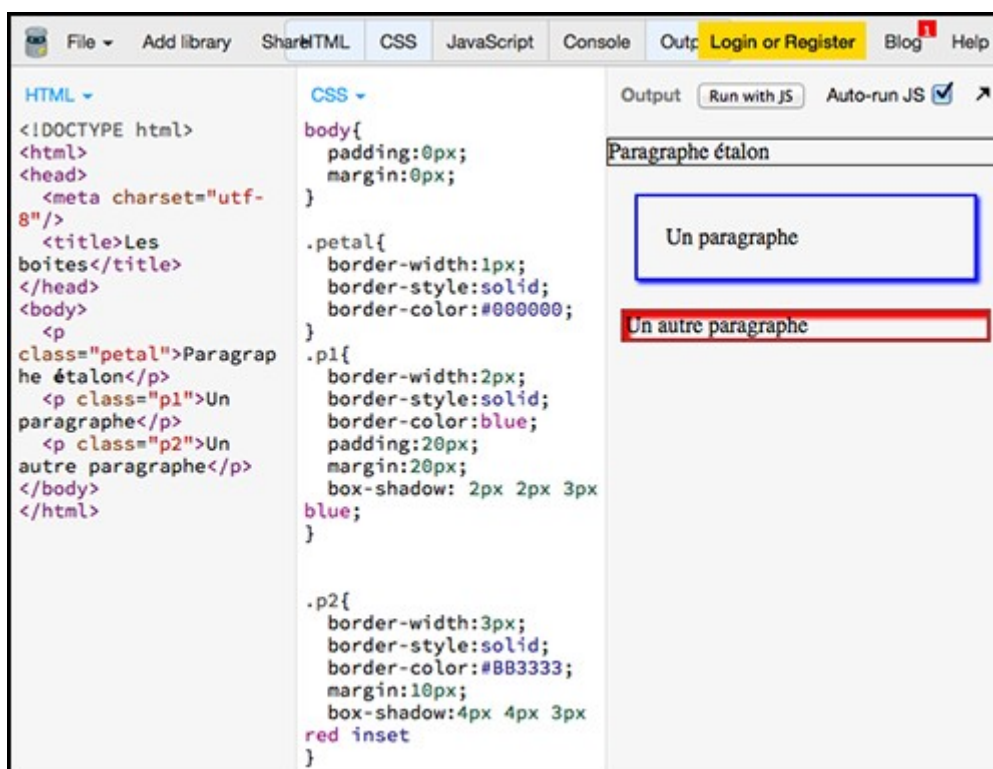 File Add library Share HTML CSS JavaScript Console Outp Login or Register Blog 1 Help
HTML
<!DOCTYPE html>
<html>
<head>
<meta charset="utf-
8"/>
<title>Les
boites</title>
</head>
<body>
<p
class="petal">Paragrap
he étalon</p>
<p class="p1">Un
paragraphe</p>
<p class="p2">Un
autre paragraphe</p>
</body>
</html>
CSS
body{
padding:0px;
margin:0px;
}
.petal{
border-width:1px;
border-style:solid;
border-color:#000000;
}
.p1{
border-width:2px;
border-style:solid;
border-color:blue;
padding:20px;
margin:20px;
box-shadow: 2px 2px 3px
blue;
}
.p2{
border-width:3px;
border-style:solid;
border-color:#BB3333;
margin:10px;
box-shadow:4px 4px 3px
red inset
}
Output Run with JS Auto-run JS
Paragraphe étalon
Un paragraphe
Un autre paragraphe